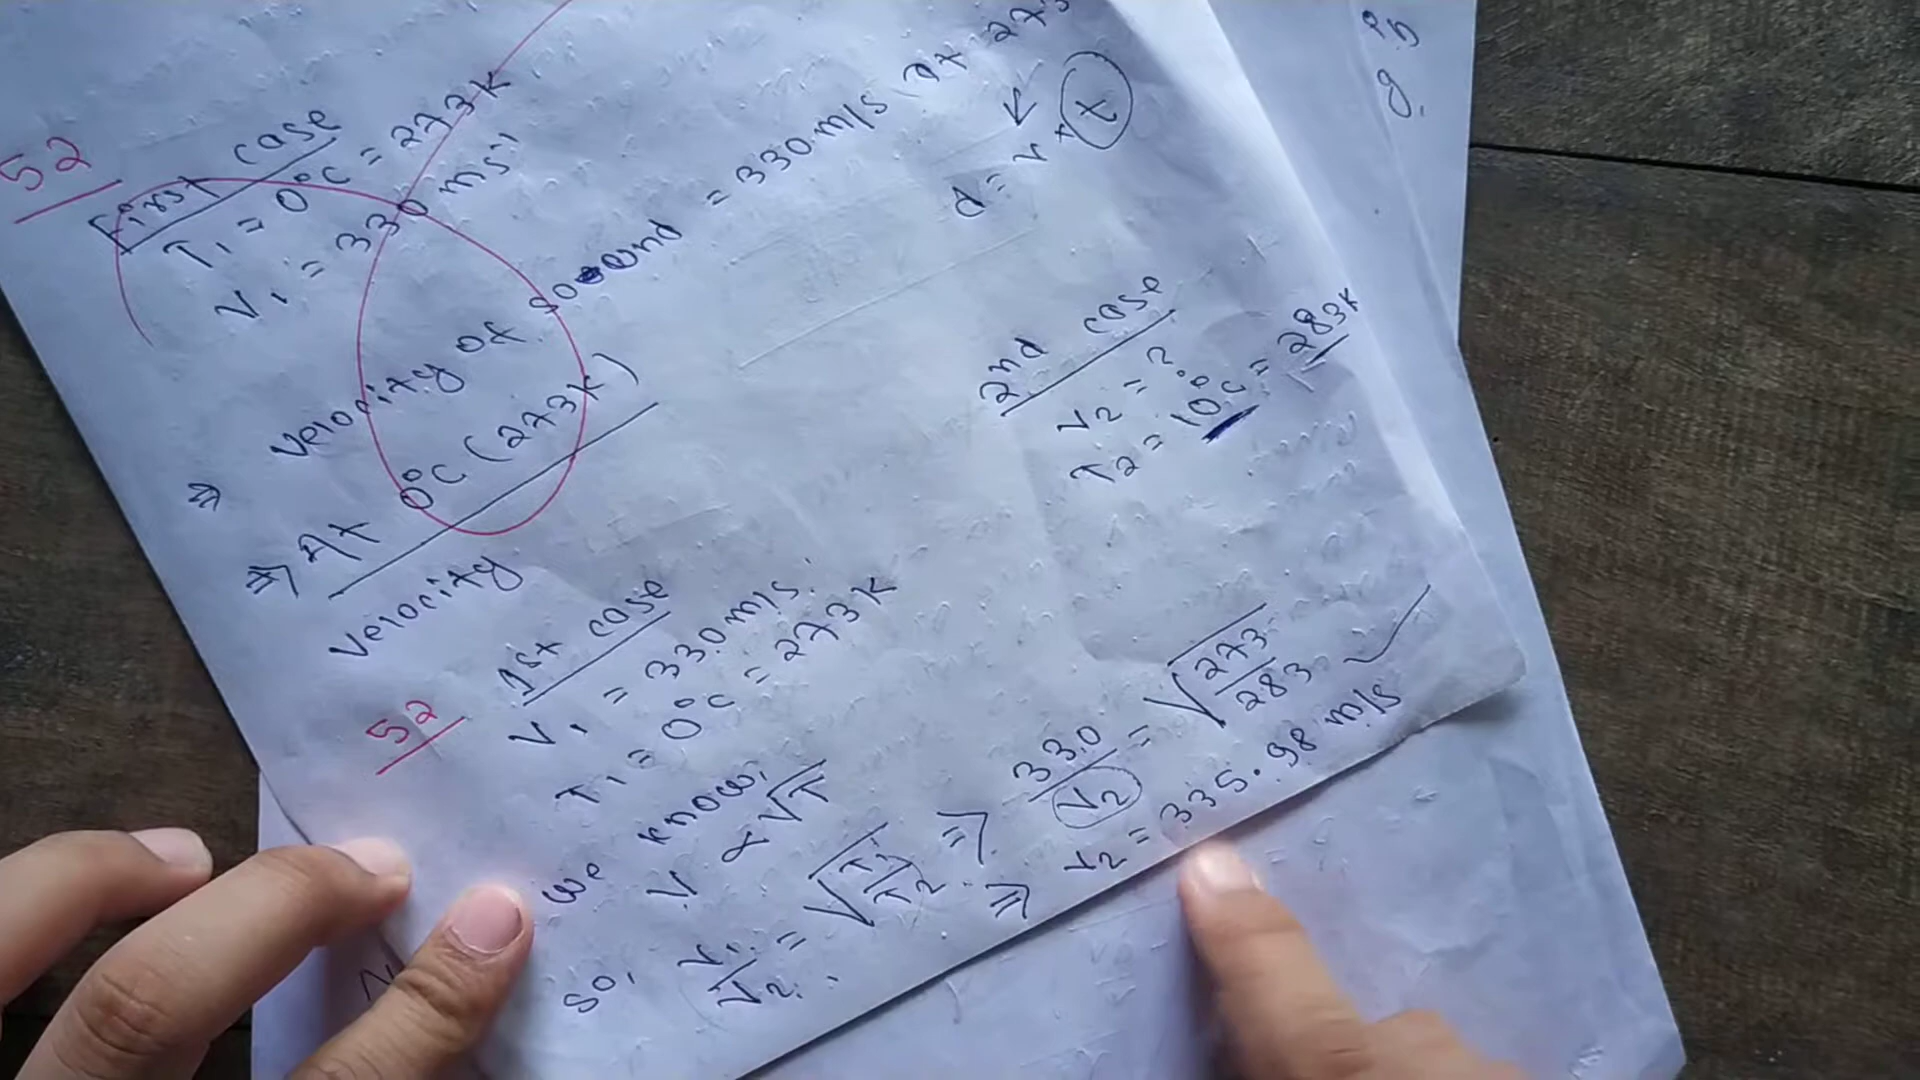 52
First case
T₁ = 0°C = 273K
V₁ = 330 ms⁻¹
⇒ Velocity of sound = 330 m/s At 273
⇒ At 0°C (273K)
Velocity
d = v × t
2nd case
V₂ = ?
T₂ = 10°C = 283K
52
1st case
V₁ = 330 m/s.
T₁ = 0°C = 273K
We know,
V ∝ √T
So, V₁/V₂ = √(T₁/T₂) ⇒ 330/V₂ = √(273/283)
⇒ V₂ = 335.98 m/s